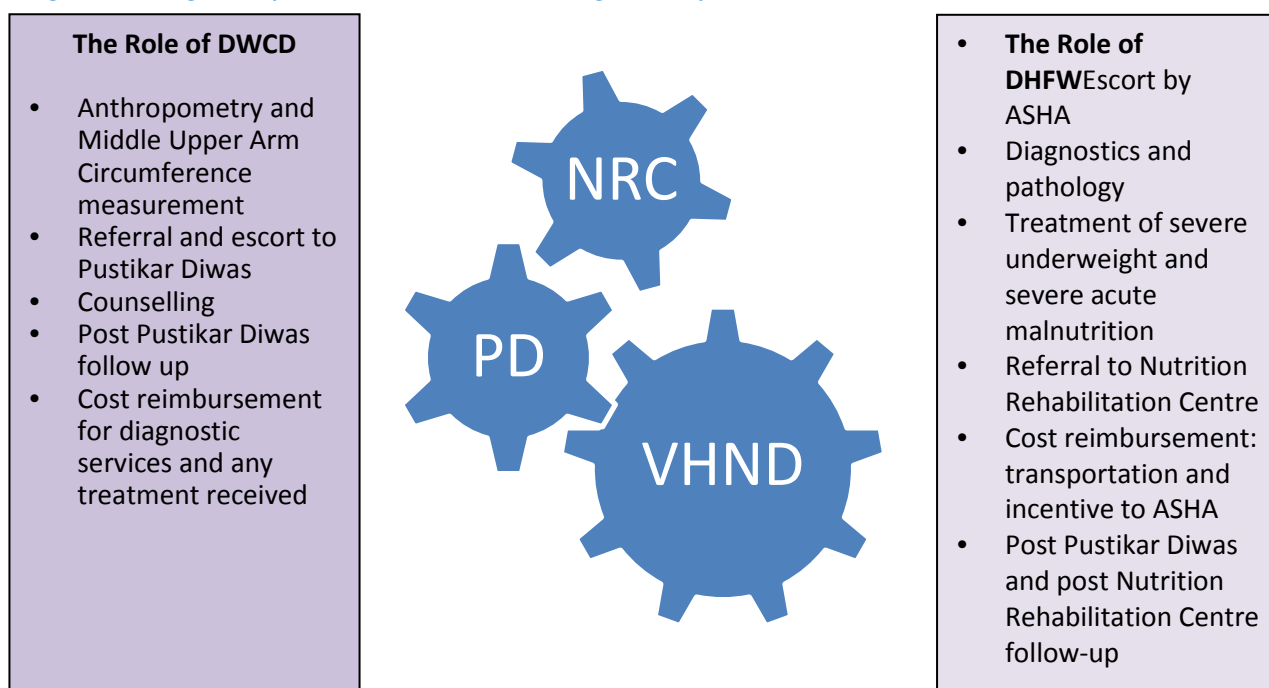 The Role of DWCD
• Anthropometry and
Middle Upper Arm
Circumference
measurement
• Referral and escort to
Pustikar Diwas
• Counselling
• Post Pustikar Diwas
follow up
• Cost reimbursement
for diagnostic
services and any
treatment received
NRC
PD
VHND
• The Role of
DHFWEscort by
ASHA
• Diagnostics and
pathology
• Treatment of severe
underweight and
severe acute
malnutrition
• Referral to Nutrition
Rehabilitation Centre
• Cost reimbursement:
transportation and
incentive to ASHA
• Post Pustikar Diwas
and post Nutrition
Rehabilitation Centre
follow-up